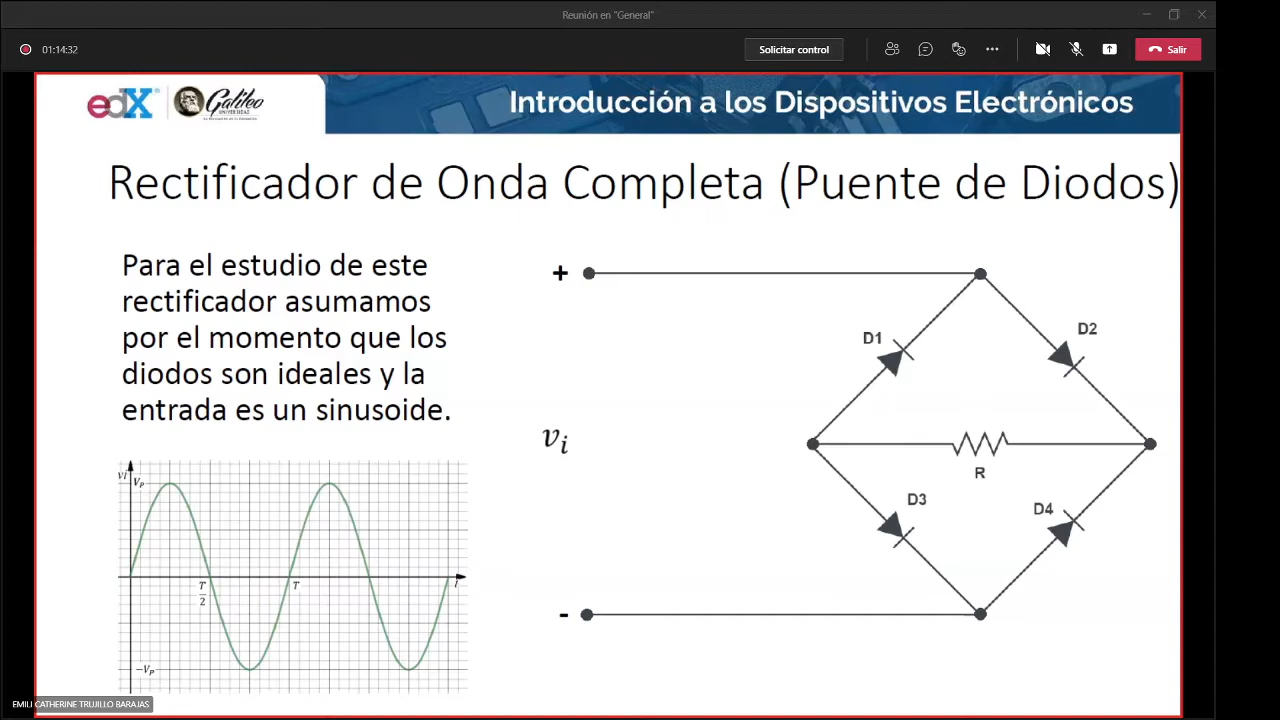 Reunión en "General"
01:14:32
Solicitar control
Salir
edX
Galileo
UNIVERSIDAD
Introducción a los Dispositivos Electrónicos
Rectificador de Onda Completa (Puente de Diodos)
Para el estudio de este
rectificador asumamos
por el momento que los
diodos son ideales y la
entrada es un sinusoide.
+
D1
D2
vi
R
D3
D4
-
vi
Vp
T
2
T
t
-Vp
EMILI CATHERINE TRUJILLO BARAJAS